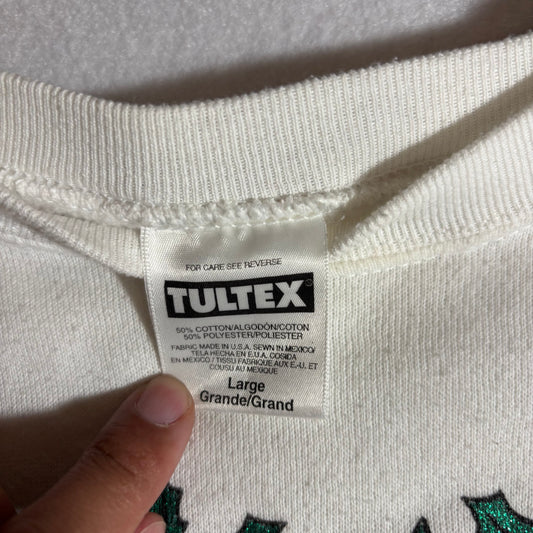 FOR CARE SEE REVERSE
TULTEX
50% COTTON/ALGODÓN/COTON
50% POLYESTER/POLIESTER
FABRIC MADE IN U.S.A. SEWN IN MEXICO/
TELA HECHA EN E.U.A. COSIDA
EN MEXICO / TISSU FABRIQUE AUX E.-U. ET
COUSU AU MEXIQUE
Large
Grande/Grand